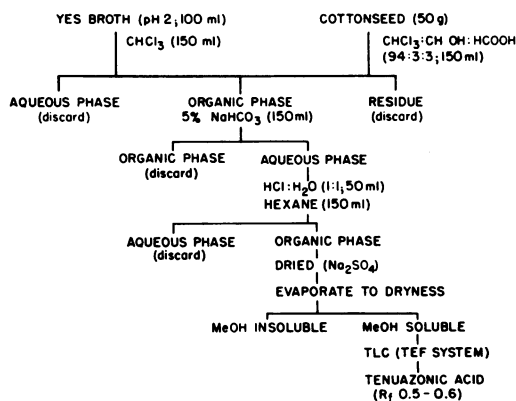 YES BROTH (pH 2; 100 ml)
COTTONSEED (50 g)
CHCl₃ (150 ml)
CHCl₃:CH OH:HCOOH
(94:3:3; 150 ml)
AQUEOUS PHASE
(discard)
ORGANIC PHASE
5% NaHCO₃ (150 ml)
RESIDUE
(discard)
ORGANIC PHASE
(discard)
AQUEOUS PHASE
HCl:H₂O (1:1, 50 ml)
HEXANE (150 ml)
AQUEOUS PHASE
(discard)
ORGANIC PHASE
DRIED (Na₂SO₄)
EVAPORATE TO DRYNESS
MeOH INSOLUBLE
MeOH SOLUBLE
TLC (TEF SYSTEM)
TENUAZONIC ACID
(Rf 0.5 - 0.6)